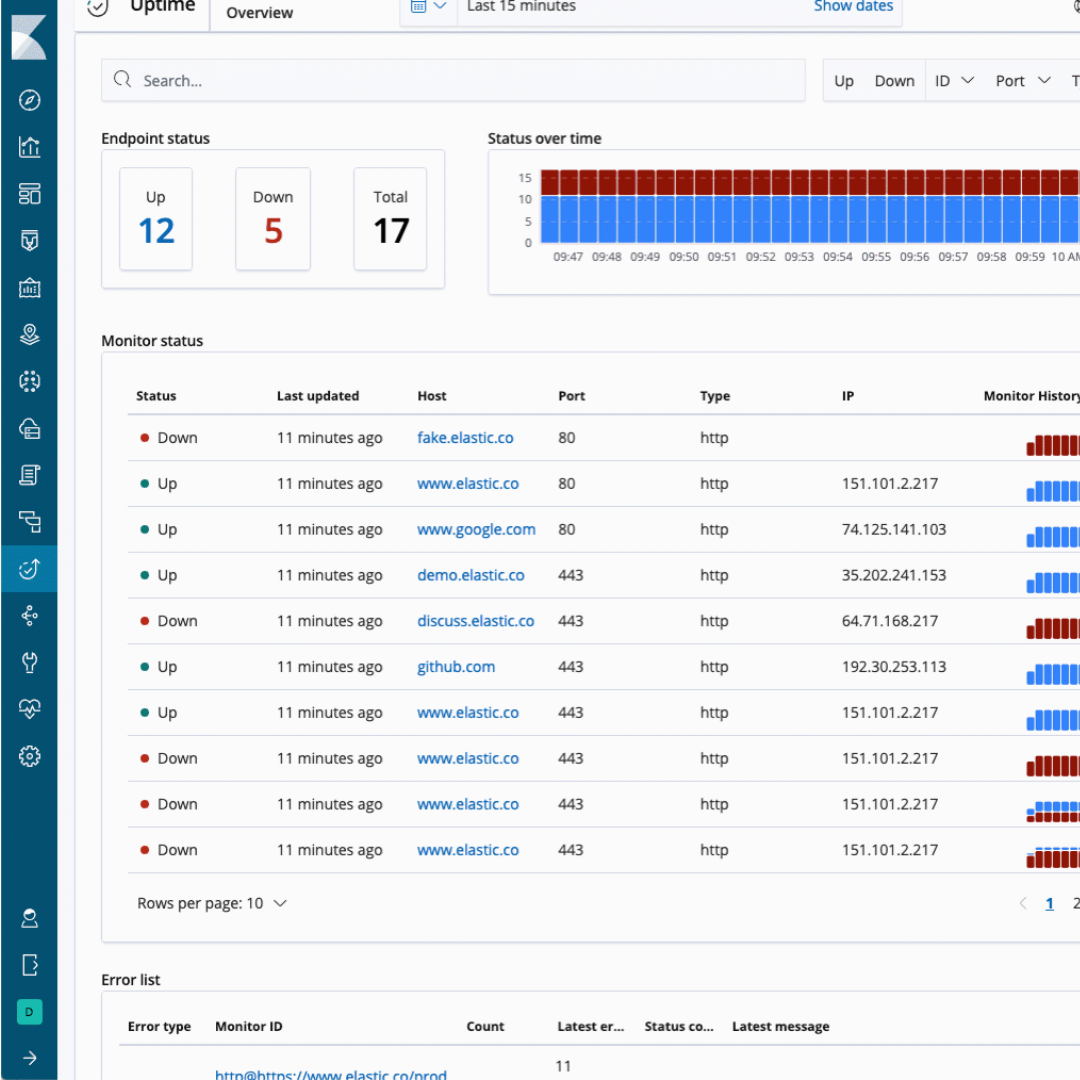 Uptime
Overview
Last 15 minutes
Show dates
Search...
Up
Down
ID
Port
Endpoint status
Status over time
Up
12
Down
5
Total
17
15
10
5
0
09:47 09:48 09:49 09:50 09:51 09:52 09:53 09:54 09:55 09:56 09:57 09:58 09:59 10 AM
Monitor status
Status Last updated Host Port Type IP Monitor History
Down 11 minutes ago fake.elastic.co 80 http
Up 11 minutes ago www.elastic.co 80 http 151.101.2.217
Up 11 minutes ago www.google.com 80 http 74.125.141.103
Up 11 minutes ago demo.elastic.co 443 http 35.202.241.153
Down 11 minutes ago discuss.elastic.co 443 http 64.71.168.217
Up 11 minutes ago github.com 443 http 192.30.253.113
Up 11 minutes ago www.elastic.co 443 http 151.101.2.217
Down 11 minutes ago www.elastic.co 443 http 151.101.2.217
Down 11 minutes ago www.elastic.co 443 http 151.101.2.217
Down 11 minutes ago www.elastic.co 443 http 151.101.2.217
Rows per page: 10
1
2
D
Error list
Error type Monitor ID Count Latest er... Status co... Latest message
11
http@https://www.elastic.co/prod